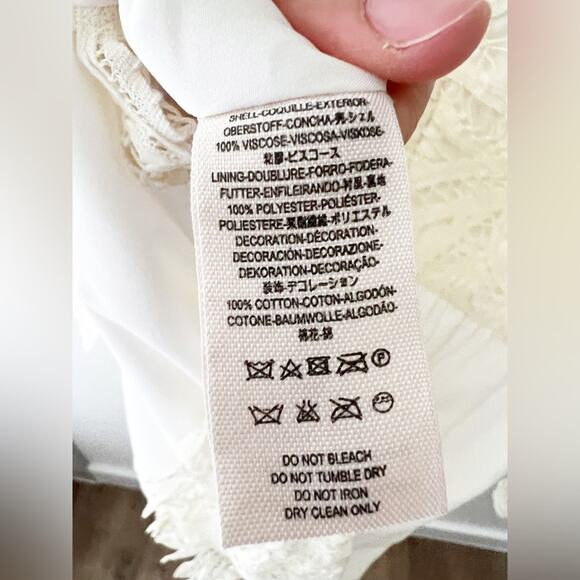 SHELL-COQUILLE-EXTERIOR-
OBERSTOFF-CONCHA-男-シェル
100% VISCOSE-VISCOSA-VISKOSE-
粘膠-ビスコース
LINING-DOUBLURE-FORRO-FODERA-
FUTTER-ENFILEIRANDO-衬里-裏地
100% POLYESTER-POLIÉSTER-
POLIESTERE-聚酯纖維-ポリエステル
DECORATION-DÉCORATION-
DECORACIÓN-DECORAZIONE-
DEKORATION-DECORAÇÃO-
装飾-デコレーション
100% COTTON-COTON-ALGODÓN-
COTONE-BAUMWOLLE-ALGODÃO-
棉花-綿
P
DO NOT BLEACH
DO NOT TUMBLE DRY
DO NOT IRON
DRY CLEAN ONLY